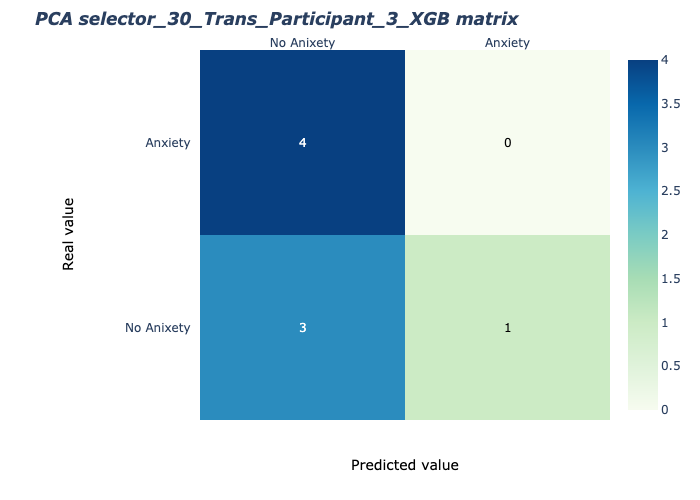 PCA selector_30_Trans_Participant_3_XGB matrix
No Anixety
Anxiety
4
Anxiety
4
0
3.5
3
Real value
2.5
2
1.5
No Anixety
3
1
1
0.5
0
Predicted value